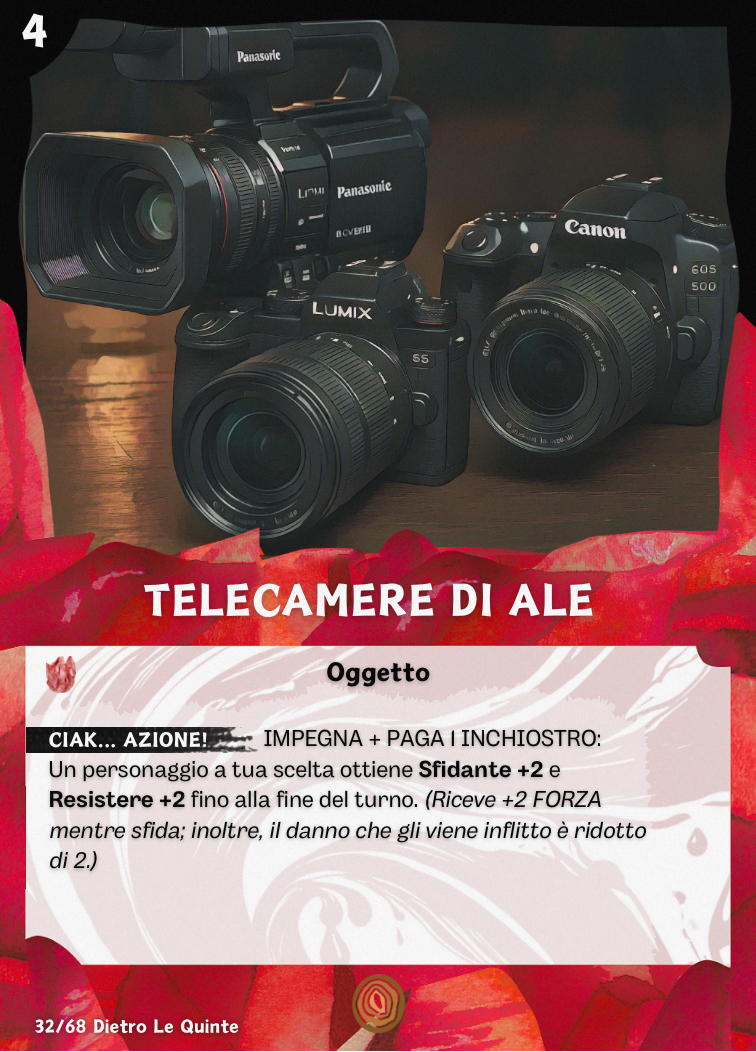 4
Panasonic
Panasonic
LUMIX
S5
Canon
60S
500
TELECAMERE DI ALE
Oggetto
CIAK... AZIONE! IMPEGNA + PAGA I INCHIOSTRO:
Un personaggio a tua scelta ottiene Sfidante +2 e
Resistere +2 fino alla fine del turno. (Riceve +2 FORZA
mentre sfida; inoltre, il danno che gli viene inflitto è ridotto
di 2.)
32/68 Dietro Le Quinte